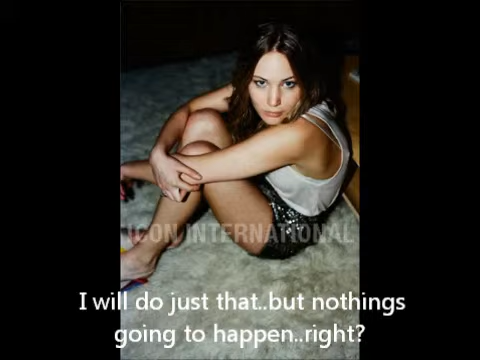 ICON INTERNATIONAL
I will do just that..but nothings
going to happen..right?